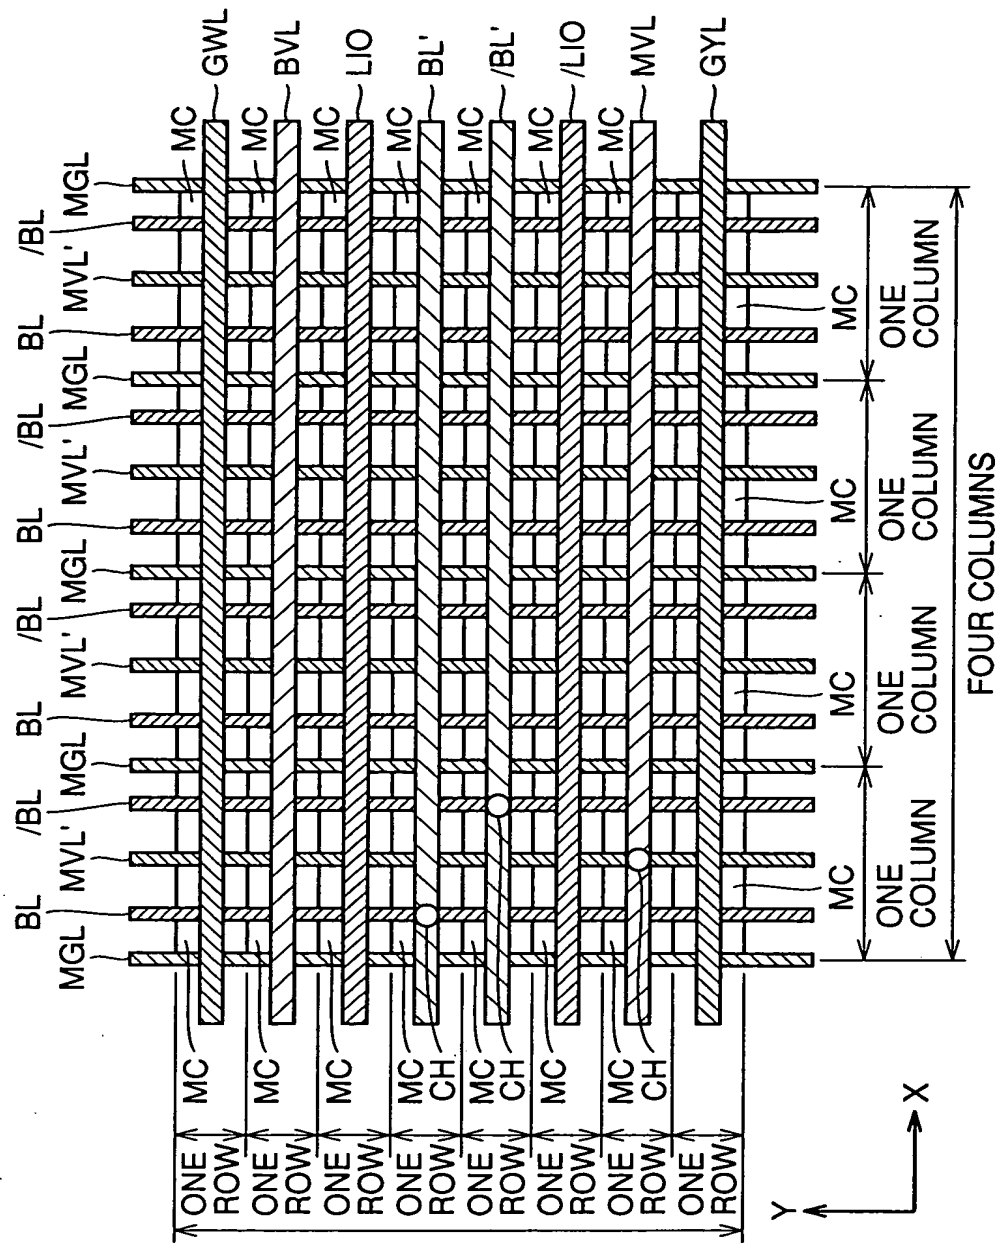 MGL
BL
MVL'
/BL
MGL
BL
MVL'
/BL
MGL
BL
MVL'
/BL
MGL
BL
MVL'
/BL
MGL
MC
GWL
MC
BVL
MC
LIO
MC
BL'
MC
/BL'
MC
/LIO
MC
MVL
GYL
ONE
ROW
MC
ONE
ROW
MC
ONE
ROW
MC
ONE
ROW
MC
CH
ONE
ROW
MC
CH
ONE
ROW
MC
ONE
ROW
MC
CH
ONE
ROW
MC
MC
MC
MC
ONE
COLUMN
ONE
COLUMN
ONE
COLUMN
ONE
COLUMN
FOUR COLUMNS
Y
X